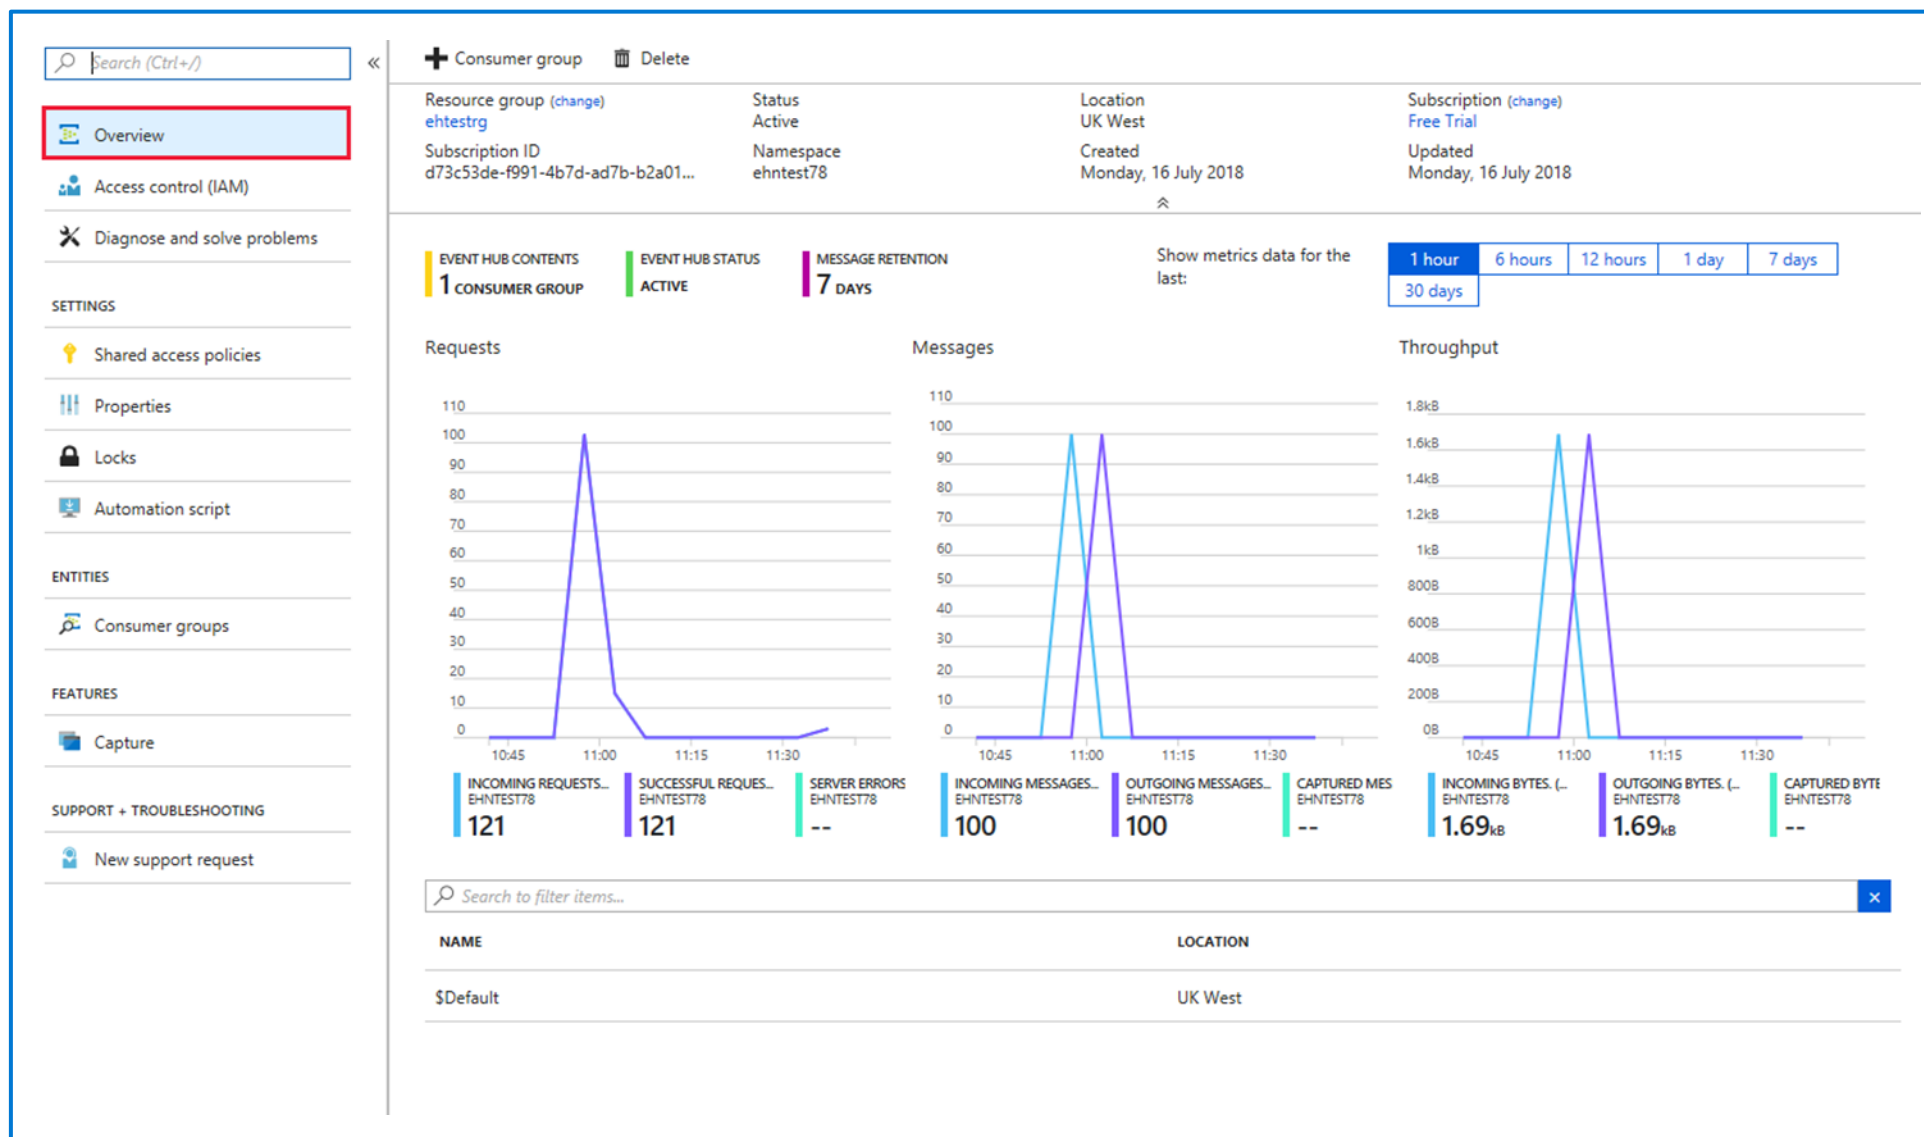 Search (Ctrl+/)
«
Overview
Access control (IAM)
Diagnose and solve problems
SETTINGS
Shared access policies
Properties
Locks
Automation script
ENTITIES
Consumer groups
FEATURES
Capture
SUPPORT + TROUBLESHOOTING
New support request
Consumer group Delete
Resource group (change) Status Location Subscription (change)
ehtestrg Active UK West Free Trial
Subscription ID Namespace Created Updated
d73c53de-f991-4b7d-ad7b-b2a01... ehntest78 Monday, 16 July 2018 Monday, 16 July 2018
EVENT HUB CONTENTS
1 CONSUMER GROUP
EVENT HUB STATUS
ACTIVE
MESSAGE RETENTION
7 DAYS
Show metrics data for the
last:
1 hour 6 hours 12 hours 1 day 7 days
30 days
Requests
110
100
90
80
70
60
50
40
30
20
10
0
10:45 11:00 11:15 11:30
INCOMING REQUESTS... SUCCESSFUL REQUES... SERVER ERRORS
EHNTEST78 EHNTEST78 EHNTEST78
121 121 --
Messages
110
100
90
80
70
60
50
40
30
20
10
0
10:45 11:00 11:15 11:30
INCOMING MESSAGES... OUTGOING MESSAGES... CAPTURED MES
EHNTEST78 EHNTEST78 EHNTEST78
100 100 --
Throughput
1.8kB
1.6kB
1.4kB
1.2kB
1kB
800B
600B
400B
200B
0B
10:45 11:00 11:15 11:30
INCOMING BYTES. (... OUTGOING BYTES. (... CAPTURED BYTE
EHNTEST78 EHNTEST78 EHNTEST78
1.69kB 1.69kB --
Search to filter items...
NAME LOCATION
$Default UK West